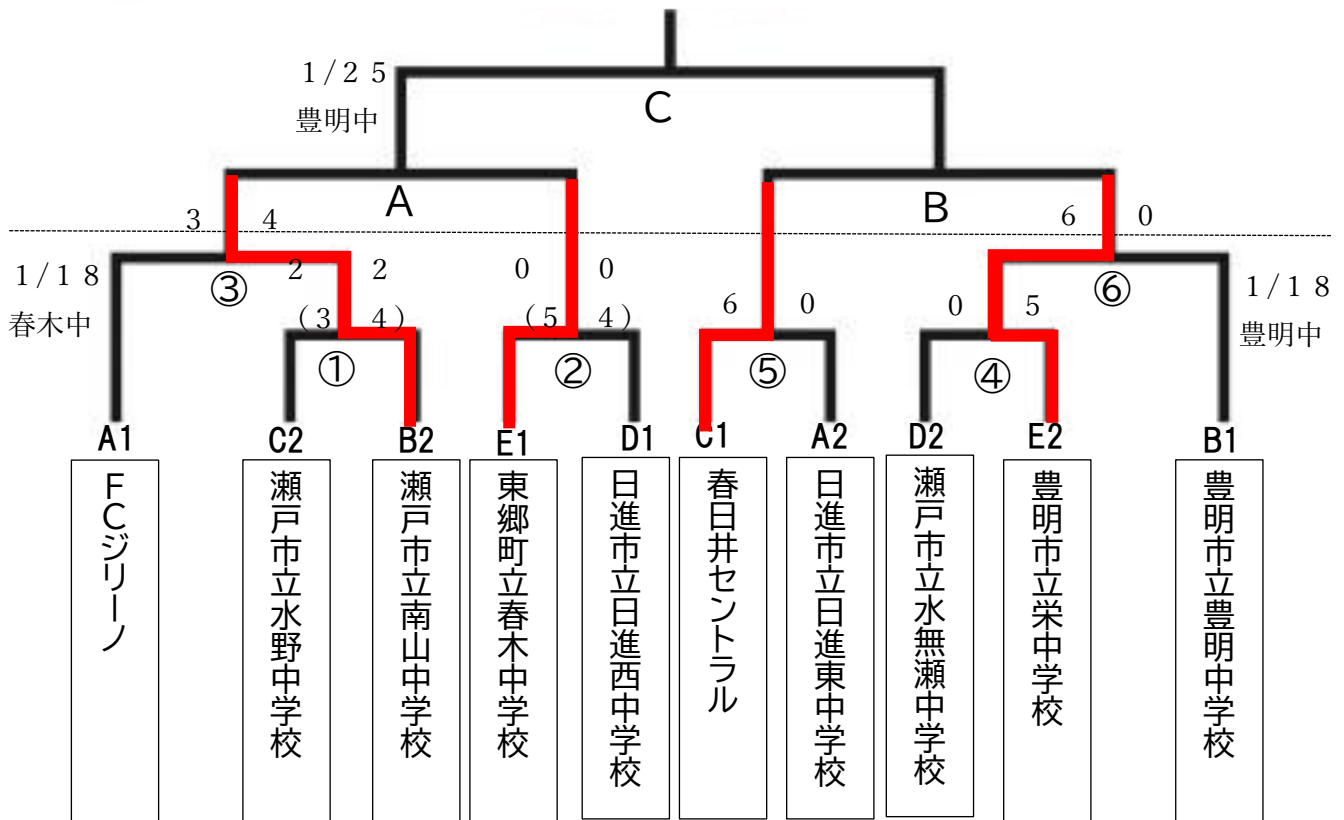 1/25
豊明中
C
A
B
3 4
6 0
1/18
春木中
③
2 2
(3 4)
①
0 0
(5 4)
②
6 0
⑤
0 5
④
⑥
1/18
豊明中
A1
C2
B2
E1
D1
C1
A2
D2
E2
B1
FCジリーノ
瀬戸市立水野中学校
瀬戸市立南山中学校
東郷町立春木中学校
日進市立日進西中学校
春日井セントラル
日進市立日進東中学校
瀬戸市立水無瀬中学校
豊明市立栄中学校
豊明市立豊明中学校